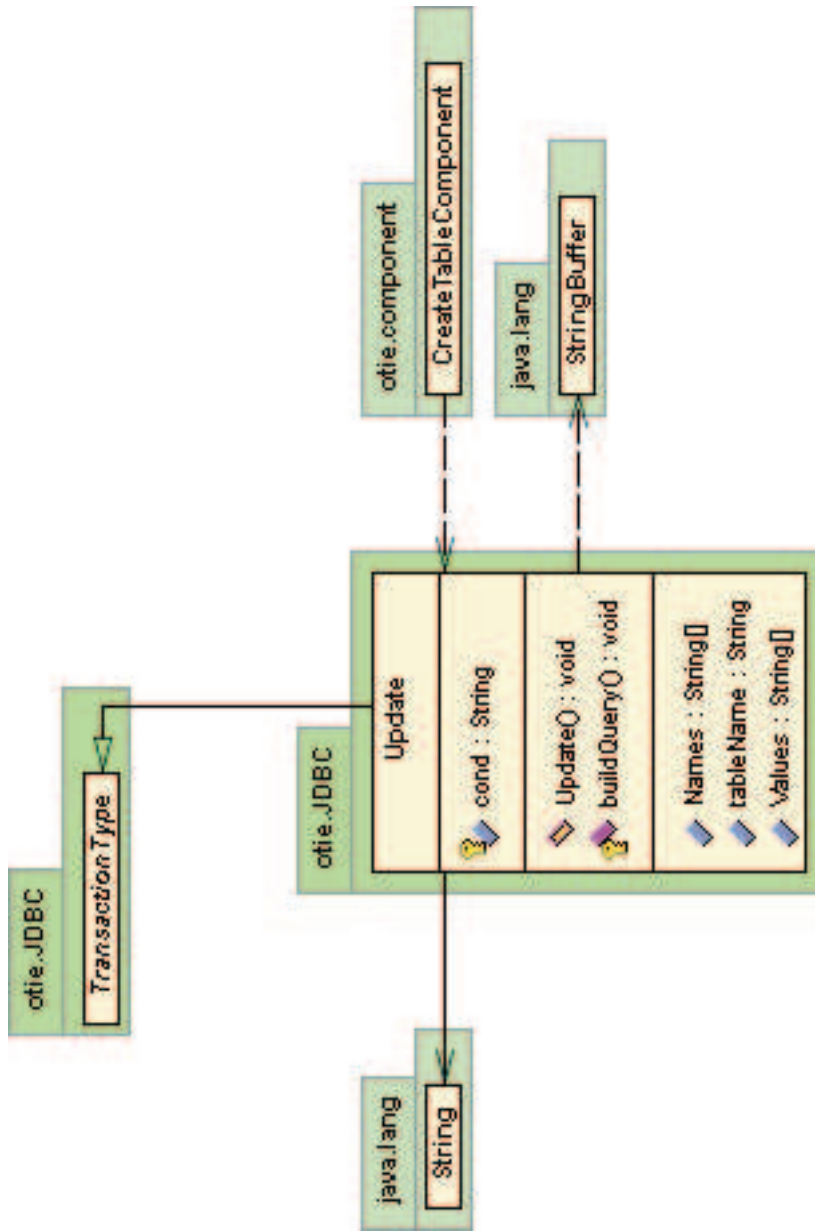 otie.JDBC
TransactionType
java.lang
String
otie.JDBC
Update
cond : String
Update() : void
buildQuery() : void
Names : String[]
tableName : String
Values : String[]
otie.component
CreateTableComponent
java.lang
StringBuffer